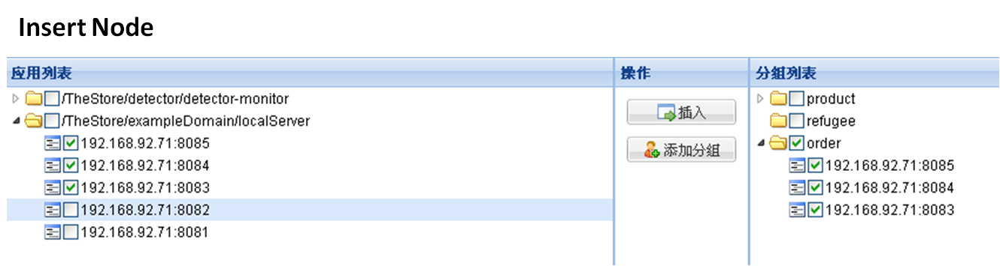 Insert Node
应用列表
/TheStore/detector/detector-monitor
/TheStore/exampleDomain/localServer
192.168.92.71:8085
192.168.92.71:8084
192.168.92.71:8083
192.168.92.71:8082
192.168.92.71:8081
操作
插入
添加分组
分组列表
product
refugee
order
192.168.92.71:8085
192.168.92.71:8084
192.168.92.71:8083